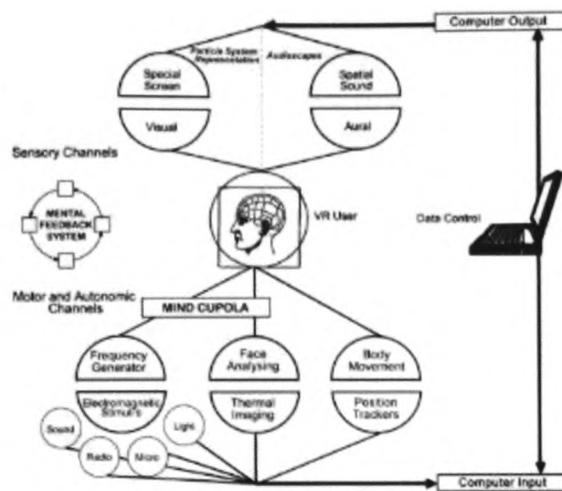 Computer Output
Particle System
Representation
Audioscapes
Special
Screen
Spatial
Sound
Visual
Aural
Sensory Channels
MENTAL
FEEDBACK
SYSTEM
VR User
Data Control
Motor and Autonomic
Channels
MIND CUPOLA
Frequency
Generator
Face
Analysing
Body
Movement
Electromagnetic
Stimuli's
Thermal
Imaging
Position
Trackers
Sound
Light
Radio
Micro
Computer Input